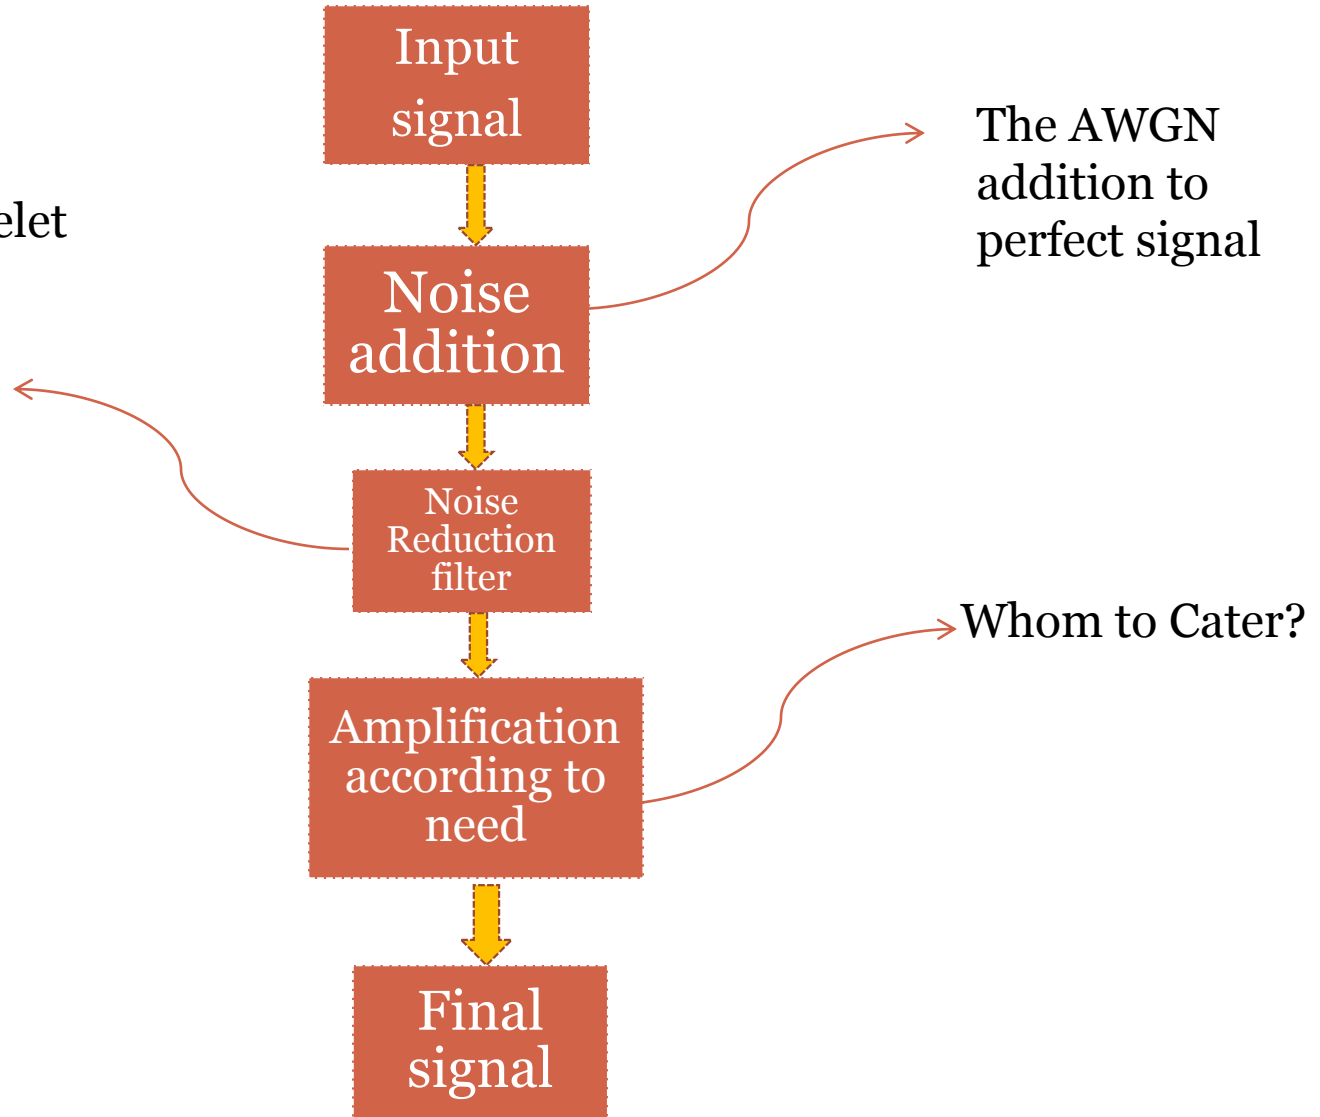 Input
signal
The AWGN
addition to
perfect signal
elet
Noise
addition
Noise
Reduction
filter
Whom to Cater?
Amplification
according to
need
Final
signal